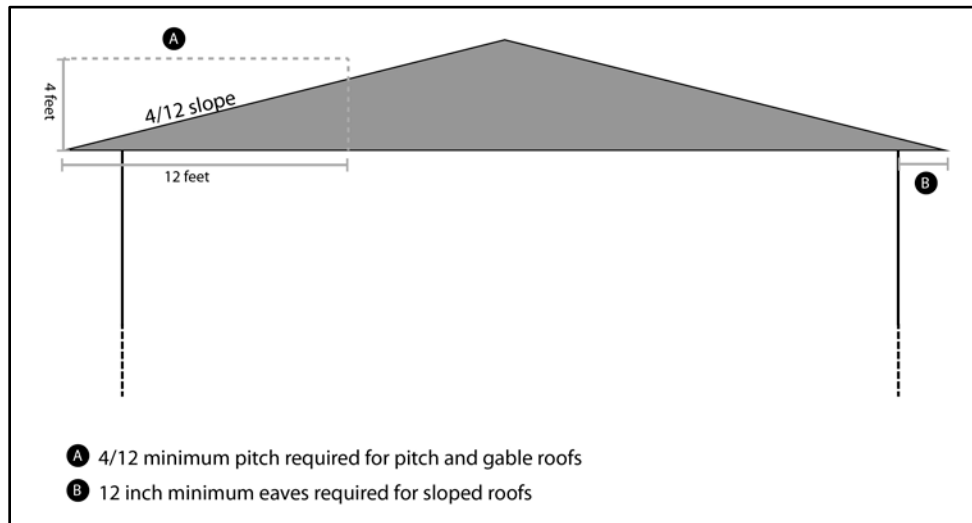 A
4 feet
4/12 slope
12 feet
B
A 4/12 minimum pitch required for pitch and gable roofs
B 12 inch minimum eaves required for sloped roofs